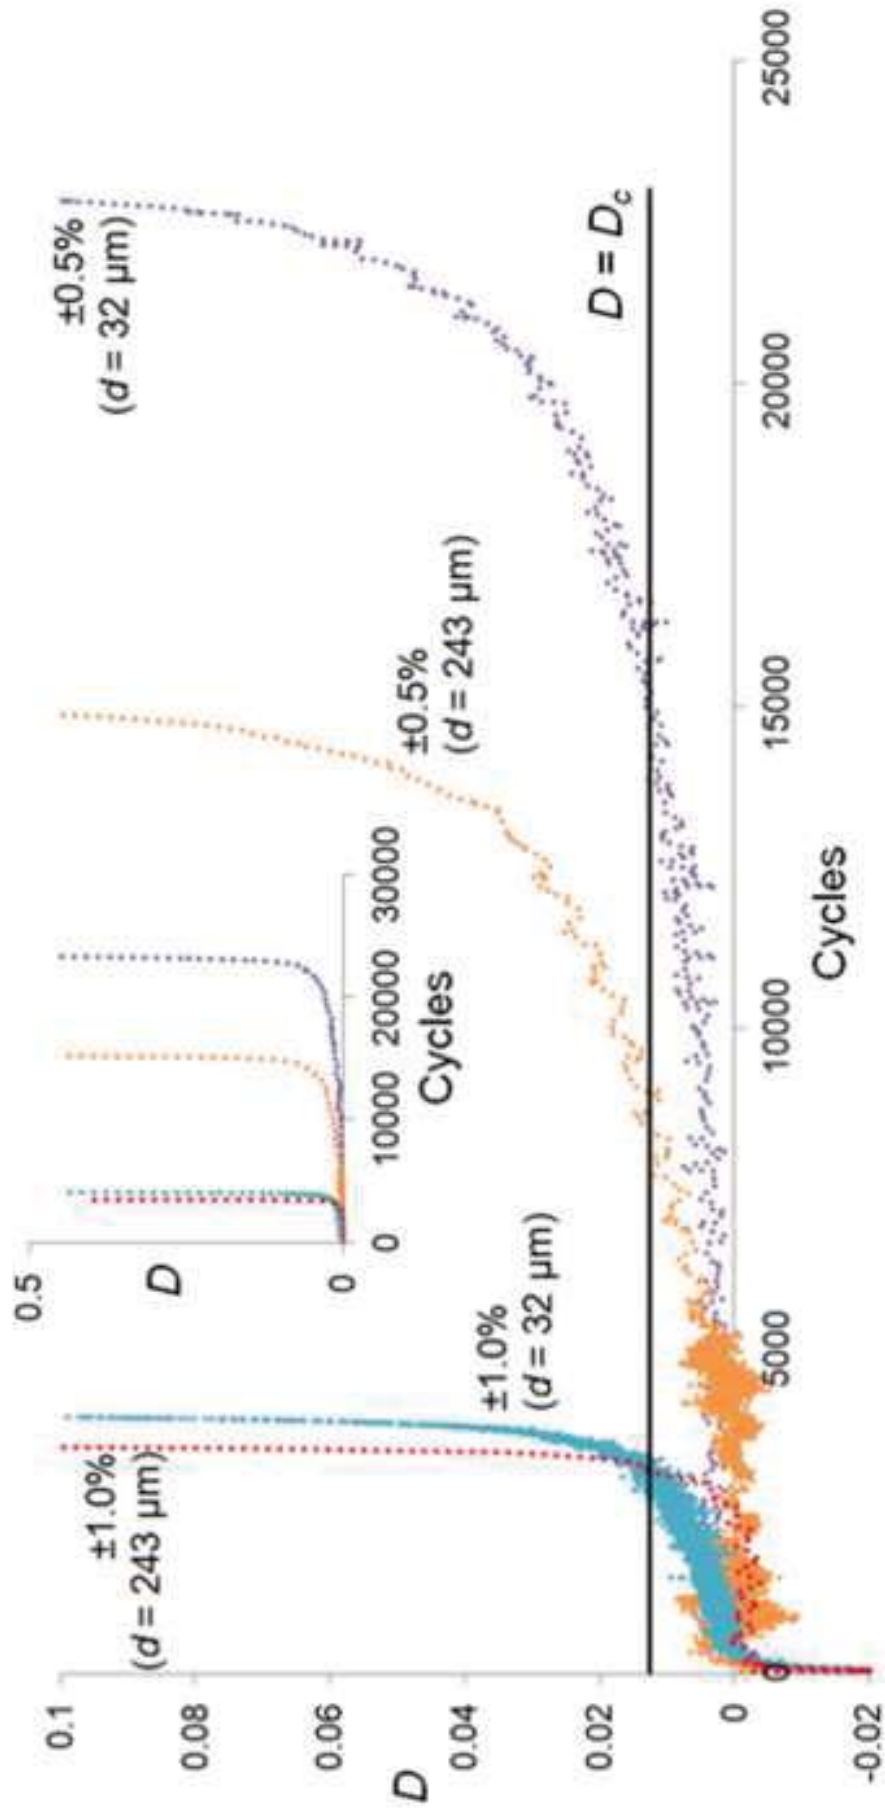 0.1
0.08
0.06
0.04
0.02
0
-0.02
D
0
5000
10000
15000
20000
25000
Cycles
±1.0%
(d = 243 μm)
±1.0%
(d = 32 μm)
±0.5%
(d = 243 μm)
±0.5%
(d = 32 μm)
D = Dc
0.5
D
0
0
10000
20000
30000
Cycles